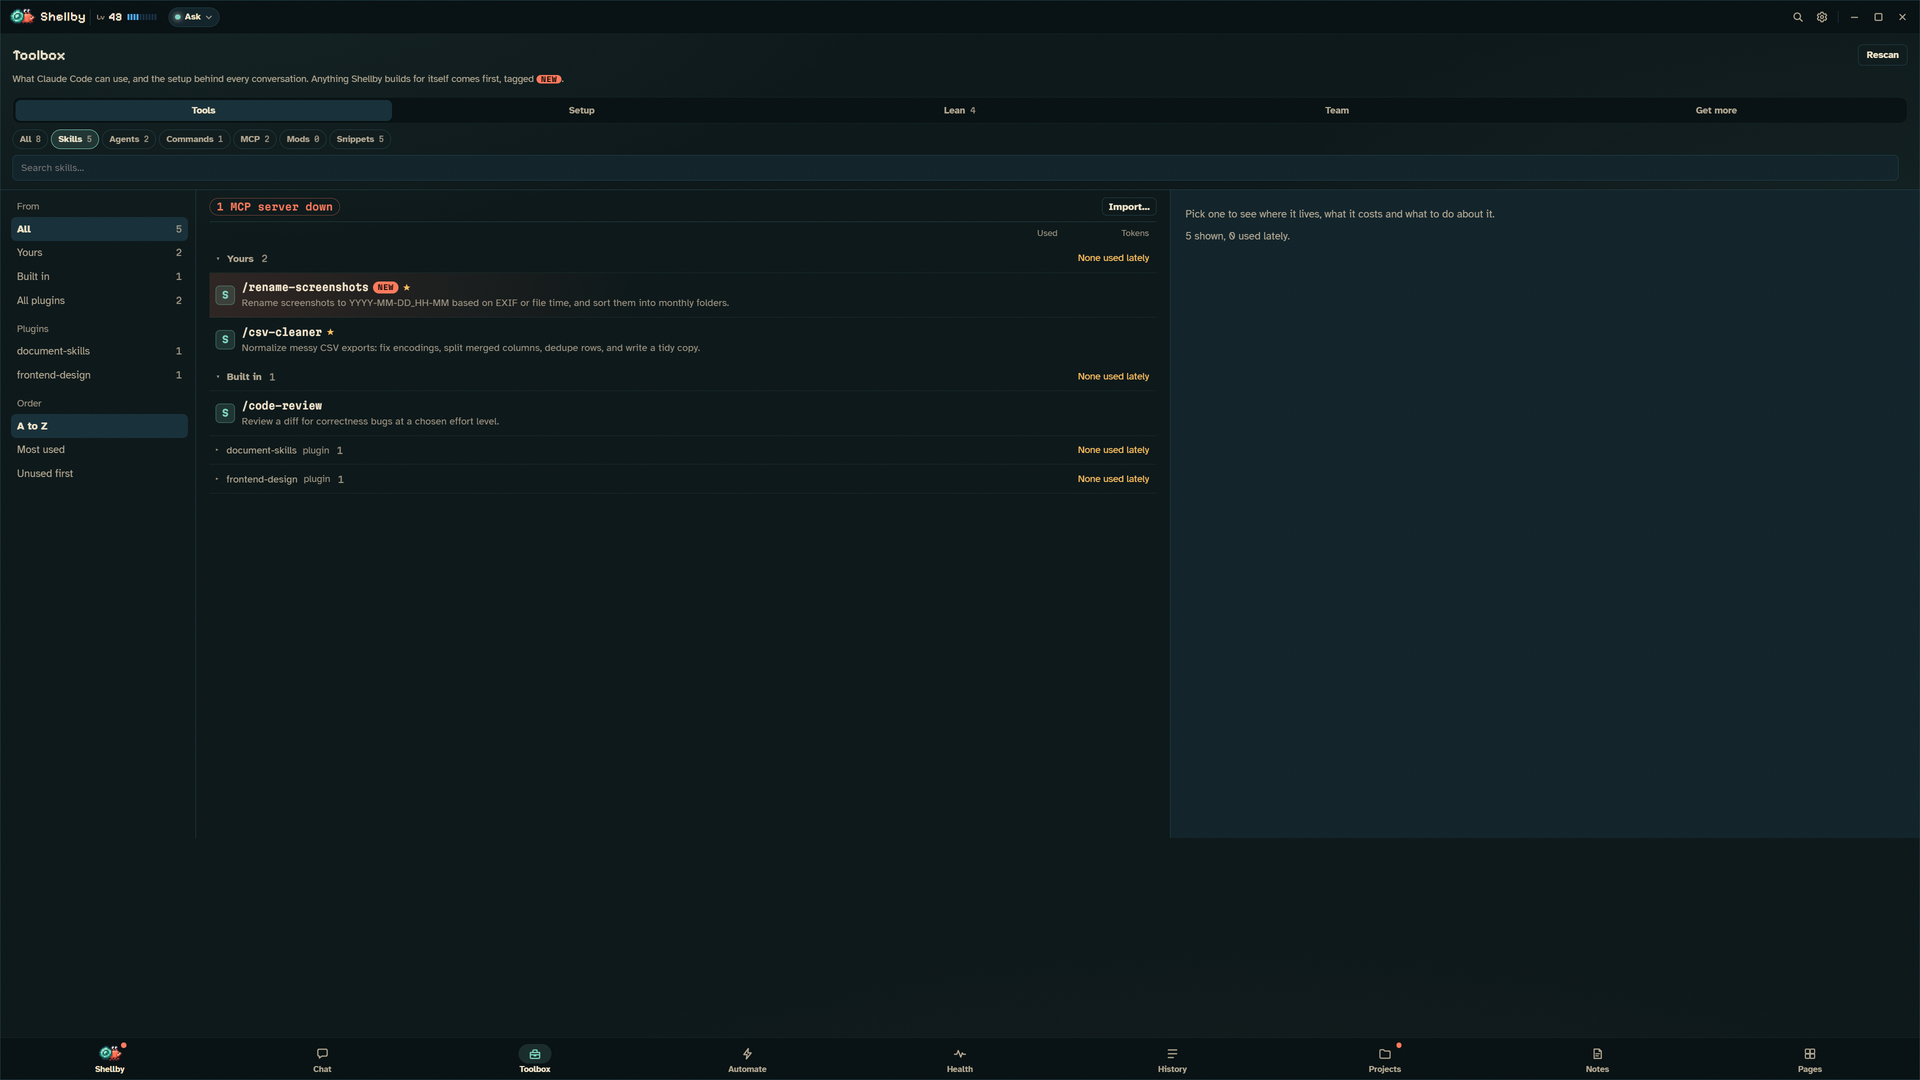 Shellby Lv 49 Ask
Toolbox
Rescan
What Claude Code can use, and the setup behind every conversation. Anything Shellby builds for itself comes first, tagged NEW.
Tools Setup Lean 4 Team Get more
All 8 Skills 5 Agents 2 Commands 1 MCP 2 Mods 0 Snippets 5
Search skills...
From
All 5
Yours 2
Built in 1
All plugins 2
Plugins
document-skills 1
frontend-design 1
Order
A to Z
Most used
Unused first
1 MCP server down Import...
Used Tokens
Yours 2 None used lately
S
/rename-screenshots NEW ★
Rename screenshots to YYYY-MM-DD_HH-MM based on EXIF or file time, and sort them into monthly folders.
S
/csv-cleaner ★
Normalize messy CSV exports: fix encodings, split merged columns, dedupe rows, and write a tidy copy.
Built in 1 None used lately
S
/code-review
Review a diff for correctness bugs at a chosen effort level.
document-skills plugin 1 None used lately
frontend-design plugin 1 None used lately
Pick one to see where it lives, what it costs and what to do about it.
5 shown, 0 used lately.
Shellby Chat Toolbox Automate Health History Projects Notes Pages